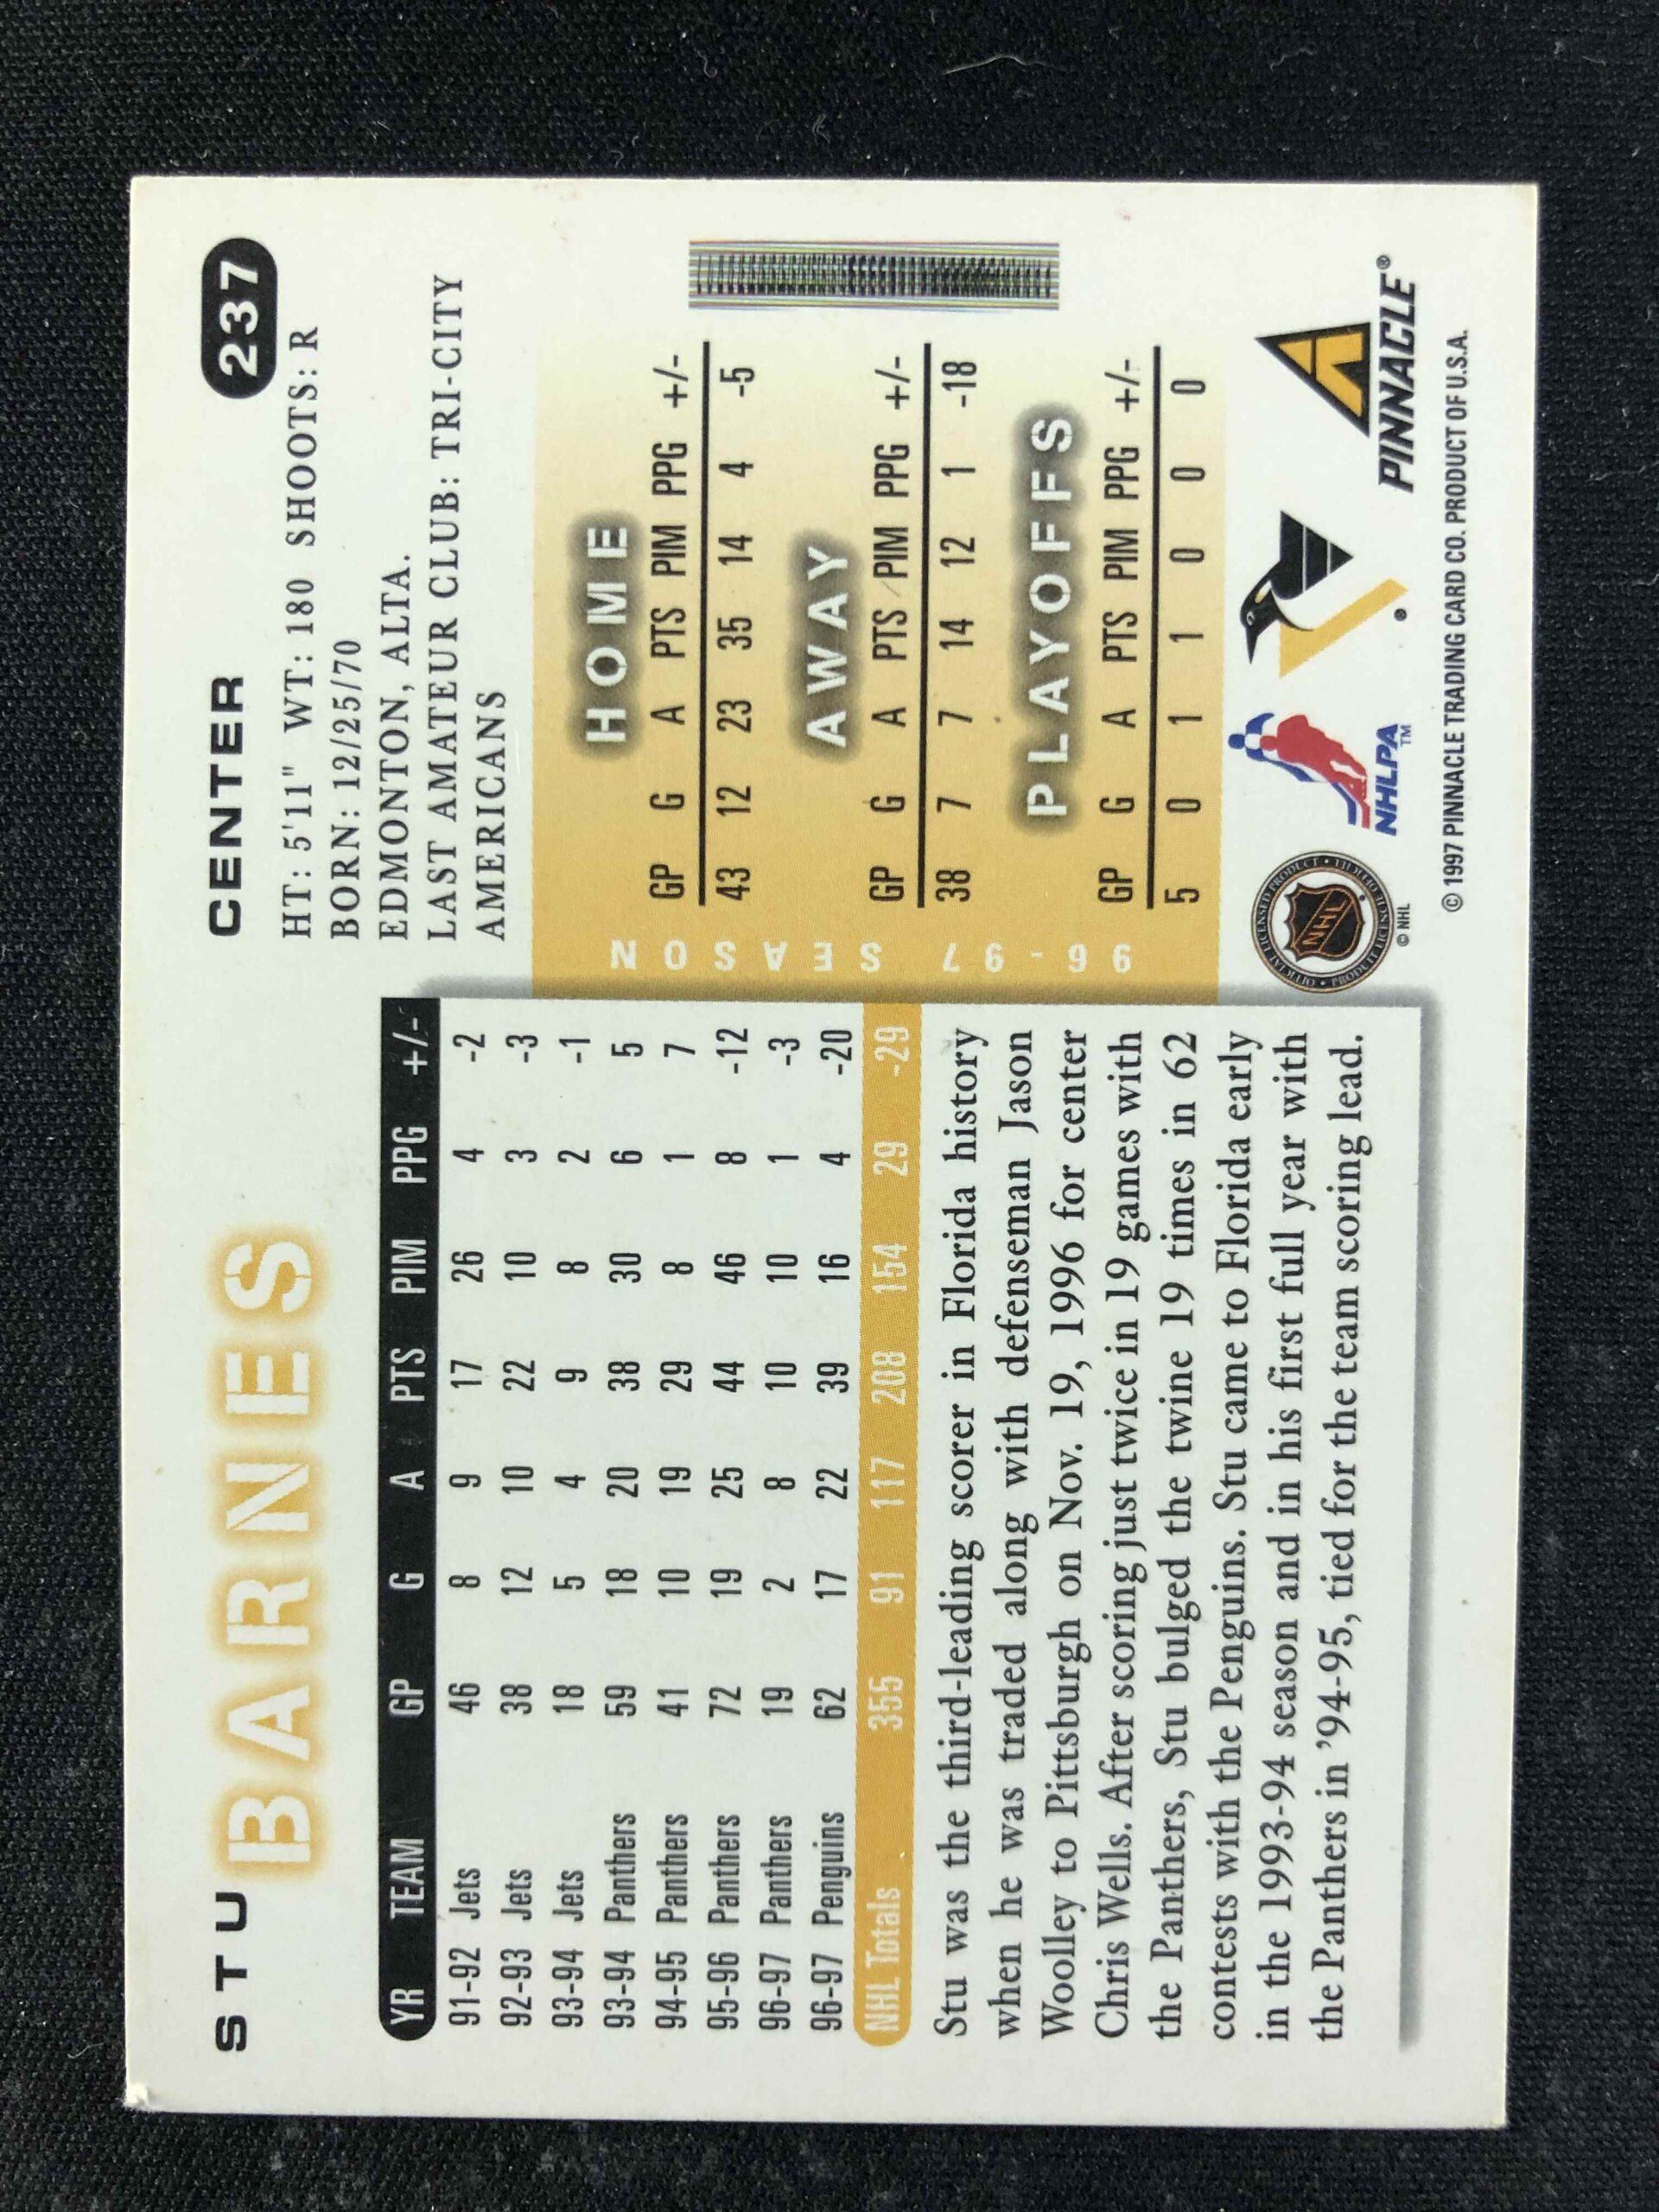 STU
BARNES
CENTER 237
HT: 5'11" WT: 180 SHOOTS: R
BORN: 12/25/70
EDMONTON, ALTA.
LAST AMATEUR CLUB: TRI-CITY
AMERICANS
YR TEAM GP G A PTS PIM PPG +/-
91-92 Jets 46 8 9 17 26 4 -2
92-93 Jets 38 12 10 22 10 3 -3
93-94 Jets 18 5 4 9 8 2 -1
93-94 Panthers 59 18 20 38 30 6 5
94-95 Panthers 41 10 19 29 8 1 7
95-96 Panthers 72 19 25 44 46 8 -12
96-97 Panthers 19 2 8 10 10 1 -3
96-97 Penguins 62 17 22 39 16 4 -20
NHL Totals 355 91 117 208 154 29 -29
Stu was the third-leading scorer in Florida history
when he was traded along with defenseman Jason
Woolley to Pittsburgh on Nov. 19, 1996 for center
Chris Wells. After scoring just twice in 19 games with
the Panthers, Stu bulged the twine 19 times in 62
contests with the Penguins. Stu came to Florida early
in the 1993-94 season and in his first full year with
the Panthers in '94-95, tied for the team scoring lead.
96-97 SEASON
HOME
GP G A PTS PIM PPG +/-
43 12 23 35 14 4 -5
AWAY
GP G A PTS PIM PPG +/-
38 7 7 14 12 1 -18
PLAYOFFS
GP G A PTS PIM PPG +/-
5 0 1 1 0 0 0
OFFICIAL LICENSED PRODUCT
NHL
© NHL
NHLPA
TM
®
PINNACLE®
© 1997 PINNACLE TRADING CARD CO. PRODUCT OF U.S.A.